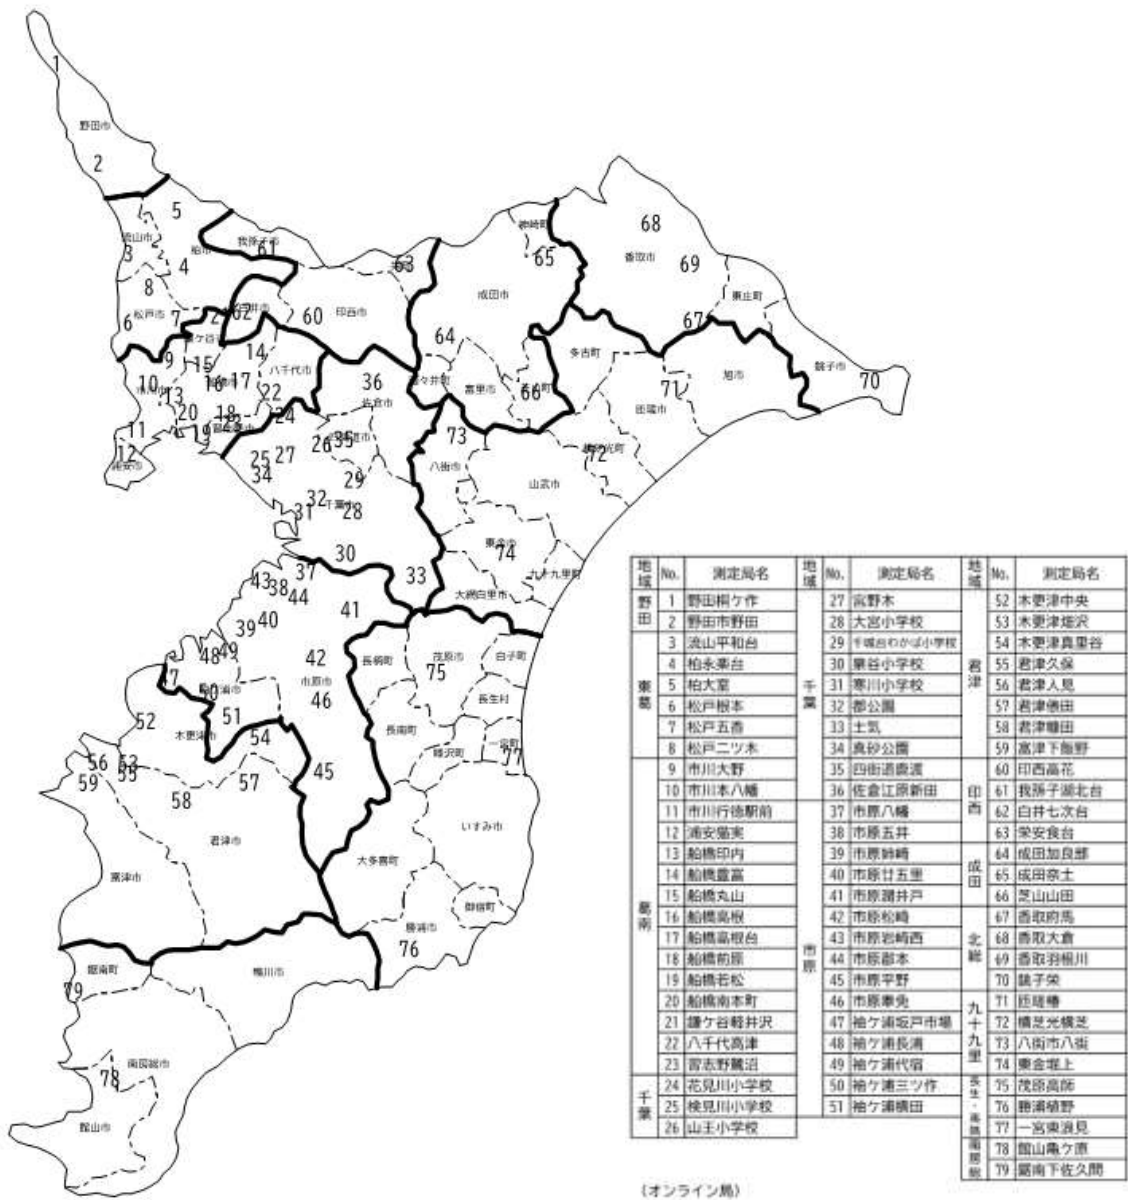 1
野田市
2
5
流山市
3
柏市
4
我孫子市
61
63
8
松戸市
6
7
62
60
印西市
神崎町
65
成田市
64
68
香取市
69
67
東庄町
銚子市
70
9
10
13
15
14
16
17
八千代市
22
20
18
19
11
12
浦安市
24
36
佐倉市
富里市
66
多古町
71
旭市
匝瑳市
73
八街市
72
山武市
25
27
34
26
35
29
32
31
千葉市
28
30
33
東金市
74
九十九里町
大網白里市
43
38
37
44
41
39
40
42
市原市
46
48
49
50
51
52
木更津市
54
45
56
53
55
59
58
57
君津市
富津市
長柄町
茂原市
75
白子町
長生村
長南町
睦沢町
一宮町
77
いすみ市
大多喜町
御宿町
勝浦市
76
鋸南町
79
鴨川市
南房総市
78
館山市
地域 No. 測定局名 地域 No. 測定局名 地域 No. 測定局名
野田 1 野田桐ケ作 千葉 27 宮野木 君津 52 木更津中央
2 野田市野田 28 大宮小学校 53 木更津畑沢
東葛 3 流山平和台 29 千城台わかば小学校 54 木更津真里谷
4 柏永楽台 30 泉谷小学校 55 君津久保
5 柏大室 31 寒川小学校 56 君津人見
6 松戸根本 32 都公園 57 君津俵田
7 松戸五香 33 土気 58 君津糠田
8 松戸二ツ木 34 真砂公園 59 富津下飯野
葛南 9 市川大野 35 四街道鹿渡 印西 60 印西高花
10 市川本八幡 36 佐倉江原新田 61 我孫子湖北台
11 市川行徳駅前 市原 37 市原八幡 62 白井七次台
12 浦安猫実 38 市原五井 63 栄安食台
13 船橋印内 39 市原姉崎 成田 64 成田加良部
14 船橋豊富 40 市原廿五里 65 成田奈土
15 船橋丸山 41 市原潤井戸 66 芝山山田
16 船橋高根 42 市原松崎 北総 67 香取府馬
17 船橋高根台 43 市原岩崎西 68 香取大倉
18 船橋前原 44 市原郡本 69 香取羽根川
19 船橋若松 45 市原平野 70 銚子栄
20 船橋南本町 46 市原奉免 九十九里 71 匝瑳椿
21 鎌ケ谷軽井沢 47 袖ケ浦坂戸市場 72 横芝光横芝
22 八千代高津 48 袖ケ浦長浦 73 八街市八街
23 習志野鷺沼 49 袖ケ浦代宿 74 東金堀上
千葉 24 花見川小学校 50 袖ケ浦三ツ作 75 茂原高師
25 検見川小学校 51 袖ケ浦横田 76 勝浦植野
26 山王小学校 77 一宮東浪見
78 館山亀ケ原
79 鋸南下佐久間
(オンライン局)